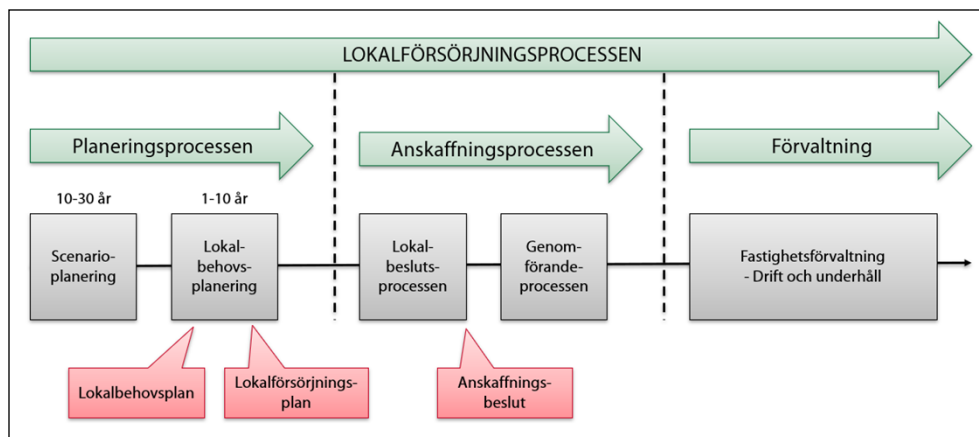 LOKALFÖRSÖRJNINGSPROCESSEN
Planeringsprocessen
Anskaffningsprocessen
Förvaltning
10-30 år
1-10 år
Scenario-
planering
Lokal-
behovs-
planering
Lokal-
besluts-
processen
Genom-
förande-
processen
Fastighetsförvaltning
- Drift och underhåll
Lokalbehovsplan
Lokalförsörjnings-
plan
Anskaffnings-
beslut